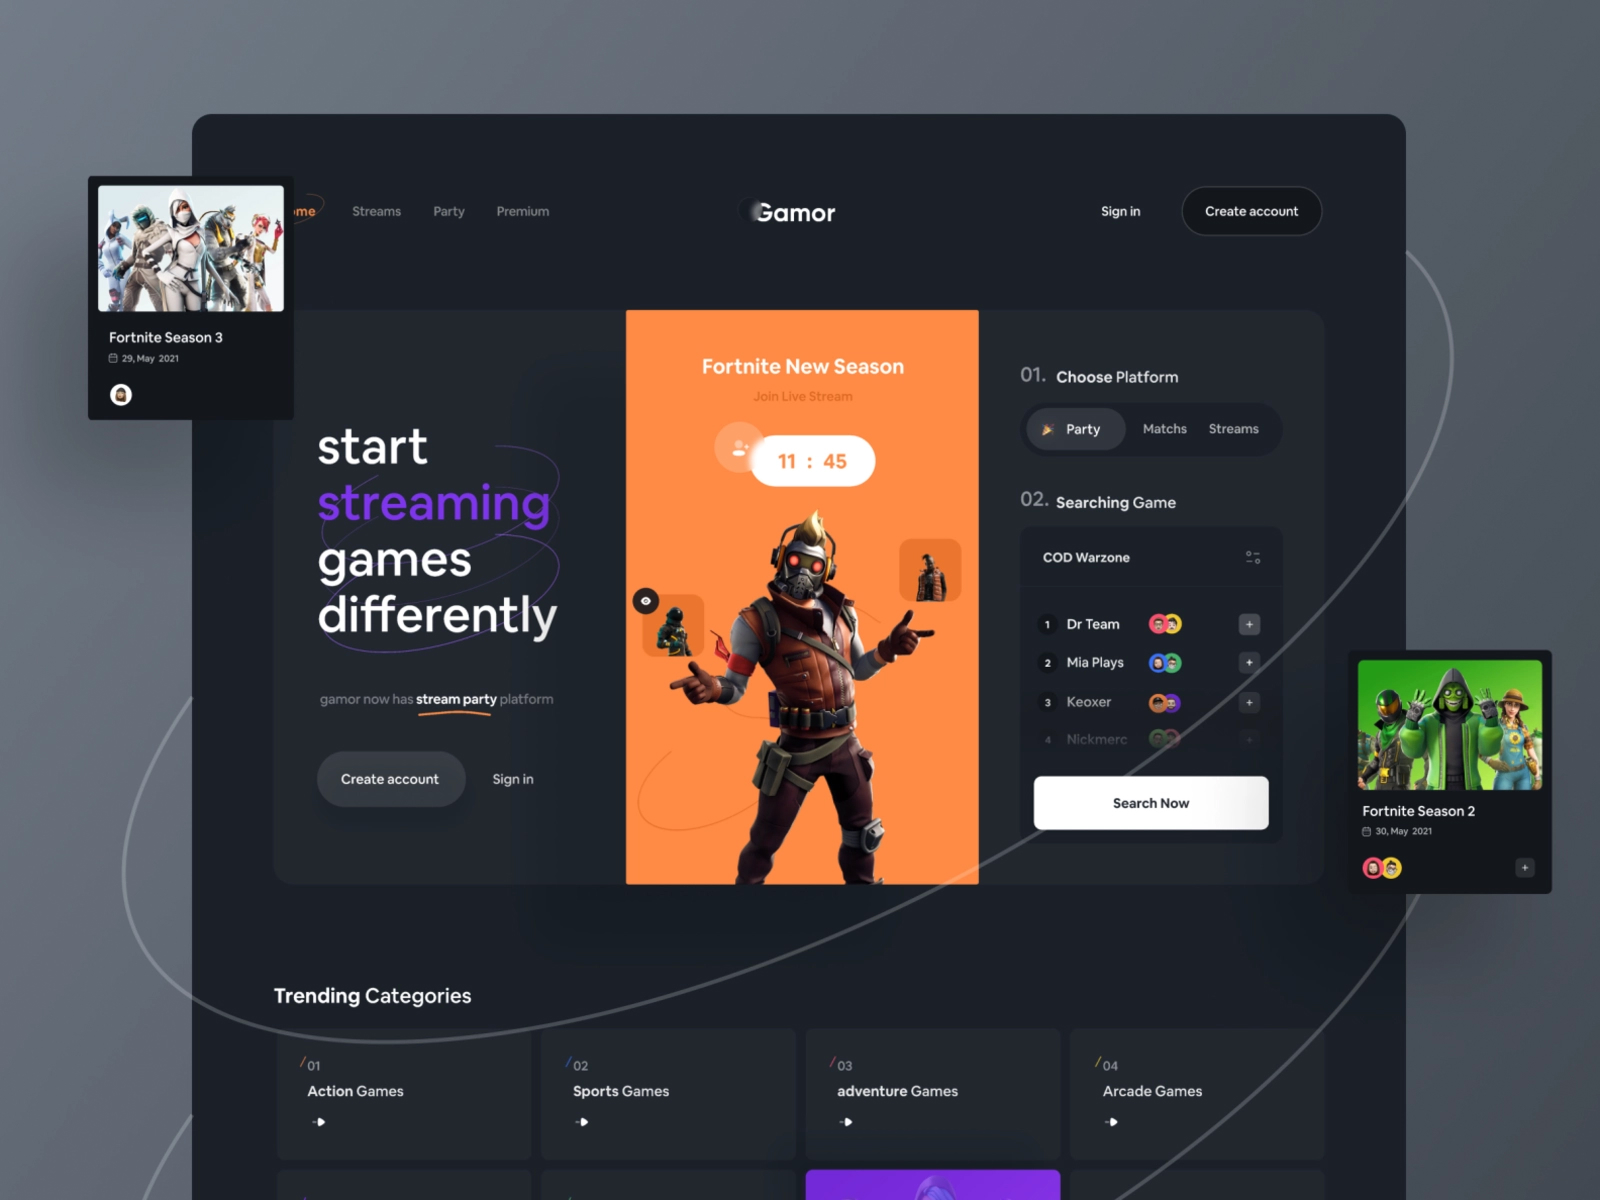 ome
Streams
Party
Premium
Gamor
Sign in
Create account
Fortnite Season 3
29, May 2021
start
streaming
games
differently
gamor now has stream party platform
Create account
Sign in
Fortnite New Season
Join Live Stream
11 : 45
01. Choose Platform
Party
Matchs
Streams
02. Searching Game
COD Warzone
1 Dr Team +
2 Mia Plays +
3 Keoxer +
4 Nickmerc +
Search Now
Fortnite Season 2
30, May 2021
+
Trending Categories
/01
Action Games
/02
Sports Games
/03
adventure Games
/04
Arcade Games